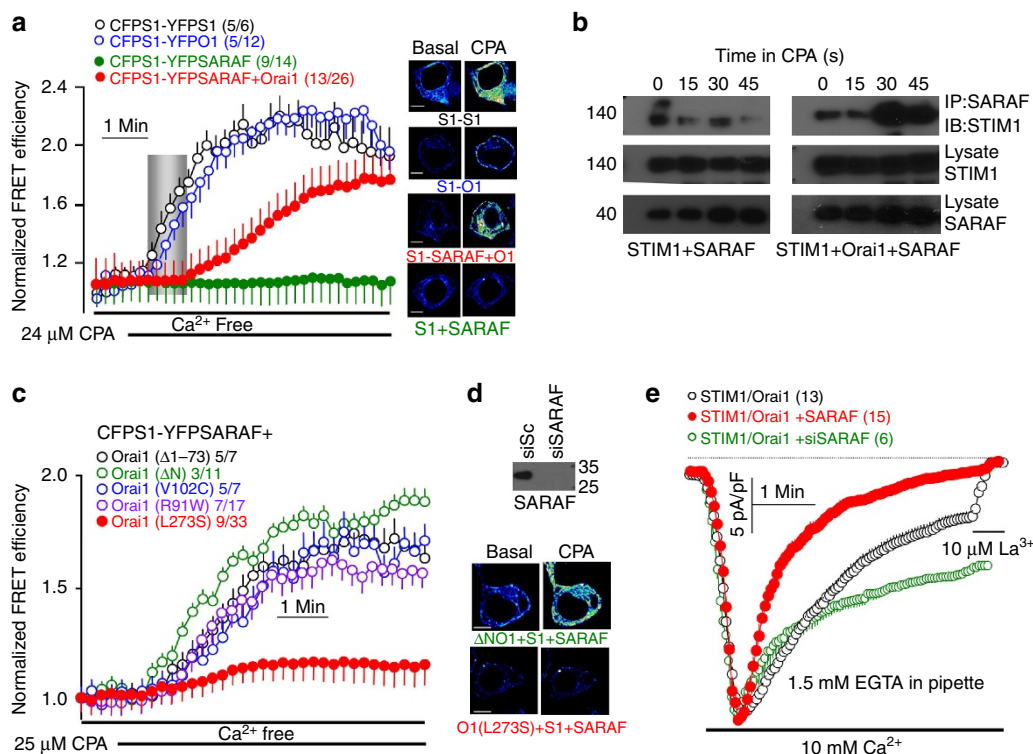 a
CFPS1-YFPS1 (5/6)
CFPS1-YFPO1 (5/12)
CFPS1-YFPSARAF (9/14)
CFPS1-YFPSARAF+Orai1 (13/26)
Normalized FRET efficiency
2.4
2.0
1.6
1.2
1 Min
Ca2+ Free
24 µM CPA
Basal CPA
S1-S1
S1-O1
S1-SARAF+O1
S1+SARAF
b
Time in CPA (s)
0 15 30 45 0 15 30 45
140
IP:SARAF
IB:STIM1
140
Lysate
STIM1
40
Lysate
SARAF
STIM1+SARAF STIM1+Orai1+SARAF
c
CFPS1-YFPSARAF+
Orai1 (Δ1–73) 5/7
Orai1 (ΔN) 3/11
Orai1 (V102C) 5/7
Orai1 (R91W) 7/17
Orai1 (L273S) 9/33
Normalized FRET efficiency
2.0
1.5
1.0
1 Min
Ca2+ free
25 µM CPA
d
siSc siSARAF
35
25
SARAF
Basal CPA
ΔNO1+S1+SARAF
O1(L273S)+S1+SARAF
e
STIM1/Orai1 (13)
STIM1/Orai1 +SARAF (15)
STIM1/Orai1 +siSARAF (6)
1 Min
5 pA/pF
10 µM La3+
1.5 mM EGTA in pipette
10 mM Ca2+